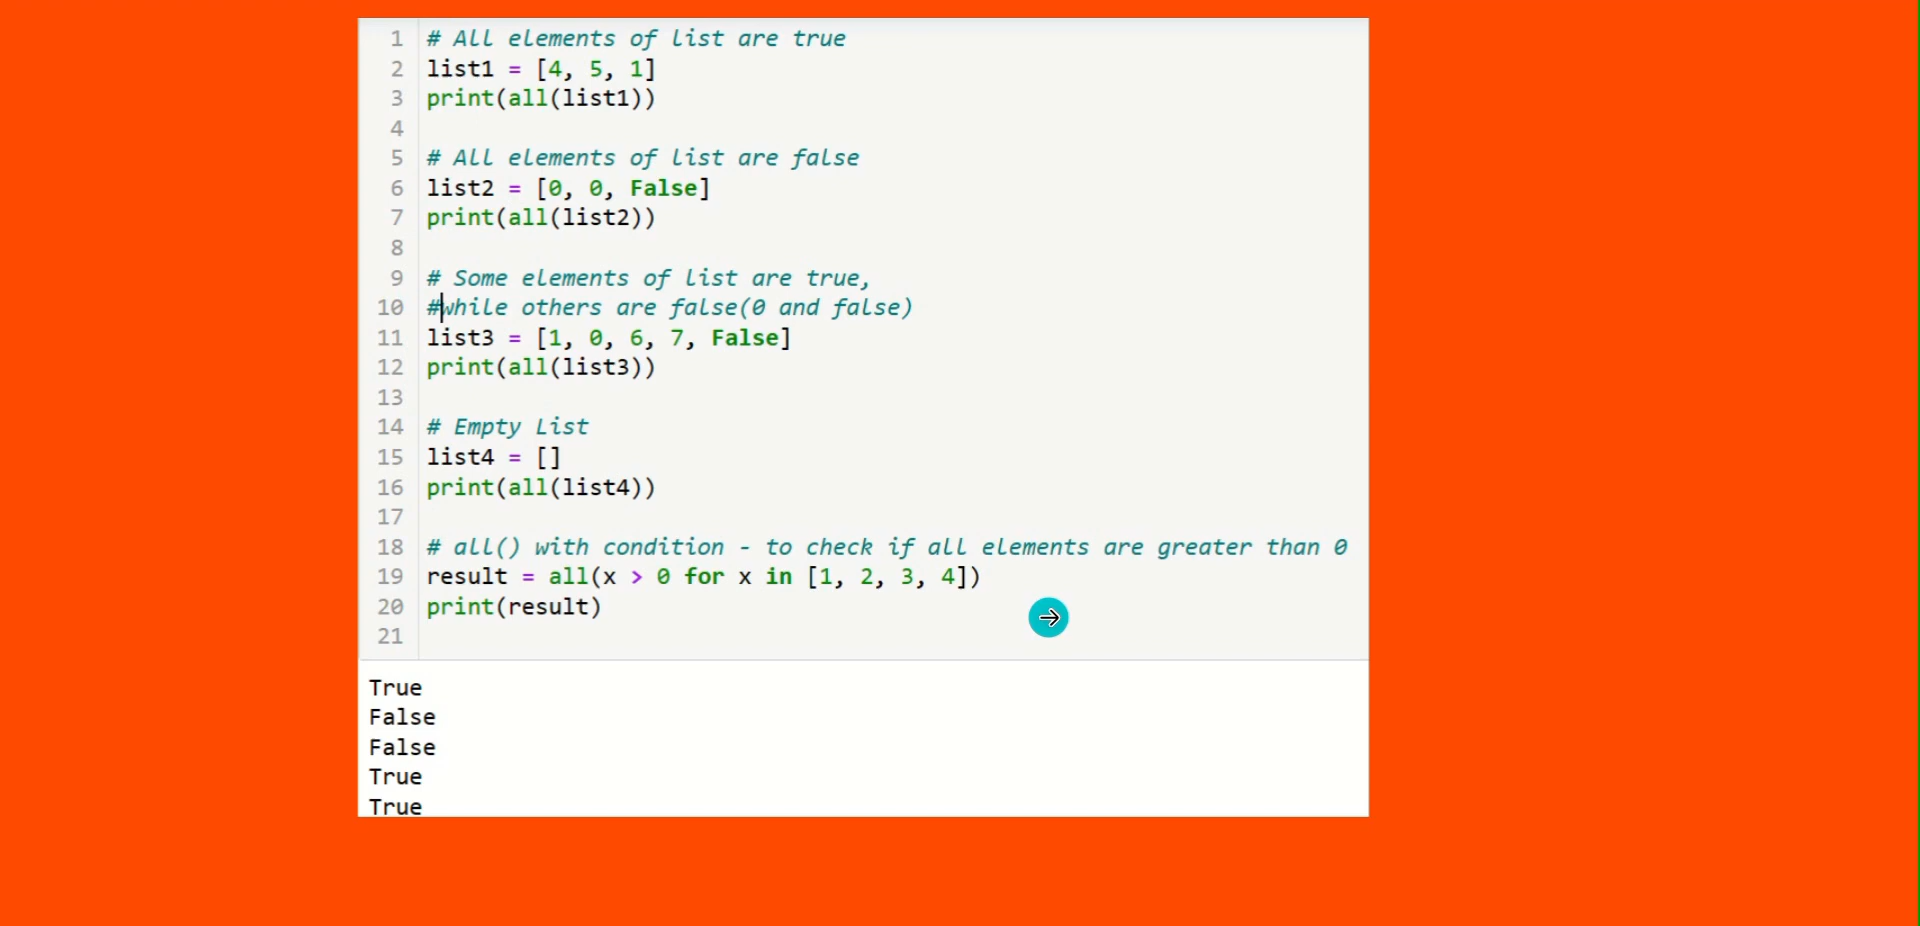 1 # All elements of list are true
2 list1 = [4, 5, 1]
3 print(all(list1))
4
5 # All elements of list are false
6 list2 = [0, 0, False]
7 print(all(list2))
8
9 # Some elements of list are true,
10 #while others are false(0 and false)
11 list3 = [1, 0, 6, 7, False]
12 print(all(list3))
13
14 # Empty List
15 list4 = []
16 print(all(list4))
17
18 # all() with condition - to check if all elements are greater than 0
19 result = all(x > 0 for x in [1, 2, 3, 4])
20 print(result)
21
True
False
False
True
True